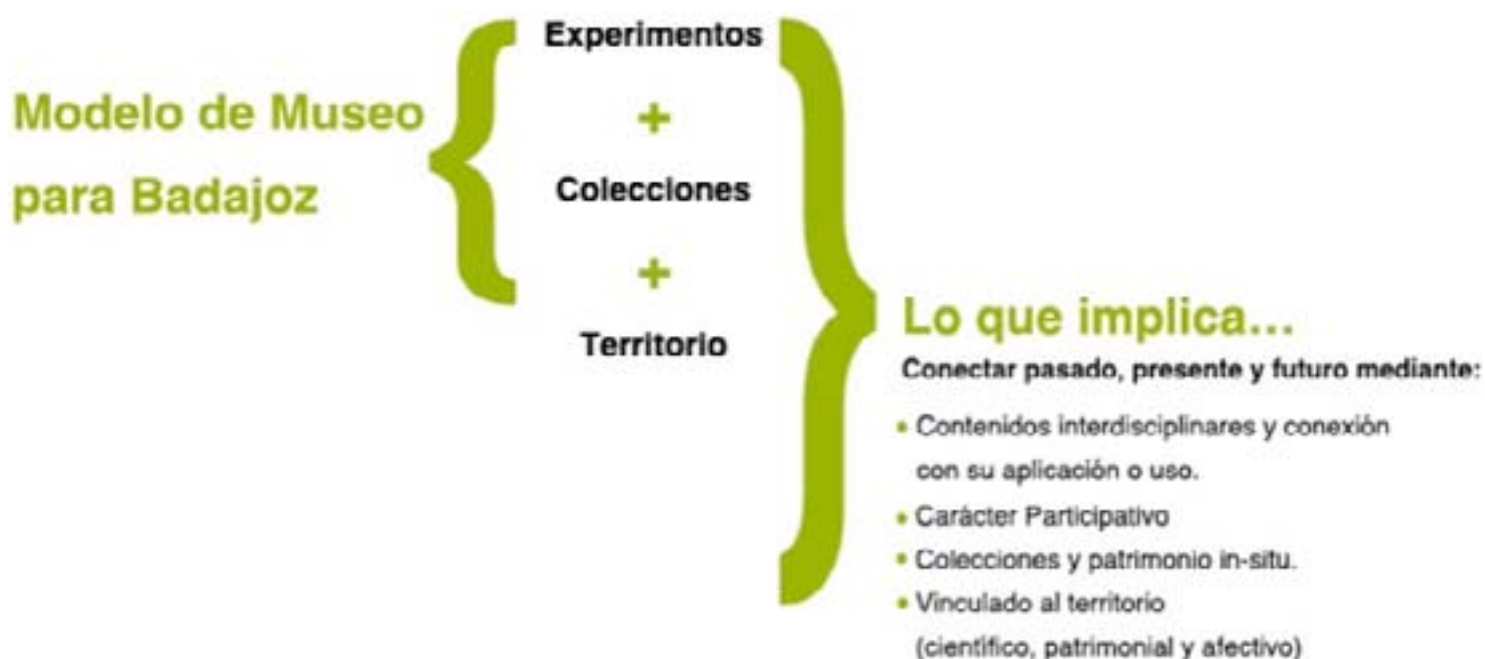 Modelo de Museo
para Badajoz
Experimentos
+
Colecciones
+
Territorio
Lo que implica...
Conectar pasado, presente y futuro mediante:
• Contenidos interdisciplinares y conexión
con su aplicación o uso.
• Carácter Participativo
• Colecciones y patrimonio in-situ.
• Vinculado al territorio
(científico, patrimonial y afectivo)